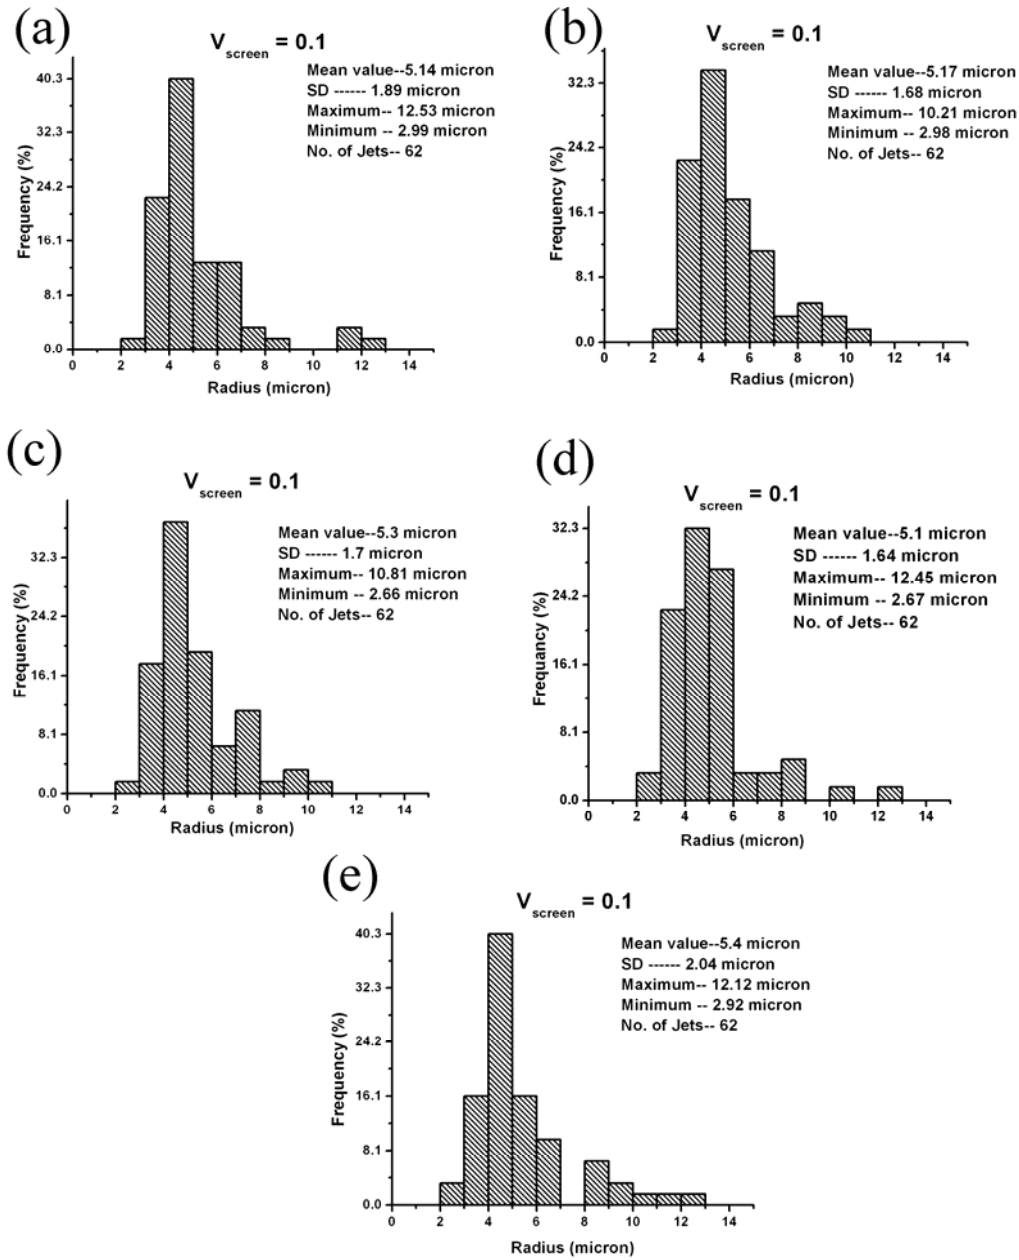 (a)
V screen = 0.1
Mean value--5.14 micron
SD ------ 1.89 micron
Maximum-- 12.53 micron
Minimum -- 2.99 micron
No. of Jets-- 62
Frequency (%)
40.3
32.3
24.2
16.1
8.1
0.0
0 2 4 6 8 10 12 14
Radius (micron)
(b)
V screen = 0.1
Mean value--5.17 micron
SD ------ 1.68 micron
Maximum-- 10.21 micron
Minimum -- 2.98 micron
No. of Jets-- 62
Frequency (%)
32.3
24.2
16.1
8.1
0.0
0 2 4 6 8 10 12 14
Radius (micron)
(c)
V screen = 0.1
Mean value--5.3 micron
SD ------ 1.7 micron
Maximum-- 10.81 micron
Minimum -- 2.66 micron
No. of Jets-- 62
Frequency (%)
32.3
24.2
16.1
8.1
0.0
0 2 4 6 8 10 12 14
Radius (micron)
(d)
V screen = 0.1
Mean value--5.1 micron
SD ------ 1.64 micron
Maximum-- 12.45 micron
Minimum -- 2.67 micron
No. of Jets-- 62
Frequancy (%)
32.3
24.2
16.1
8.1
0.0
0 2 4 6 8 10 12 14
Radius (micron)
(e)
V screen = 0.1
Mean value--5.4 micron
SD ------ 2.04 micron
Maximum-- 12.12 micron
Minimum -- 2.92 micron
No. of Jets-- 62
Frequency (%)
40.3
32.3
24.2
16.1
8.1
0.0
0 2 4 6 8 10 12 14
Radius (micron)